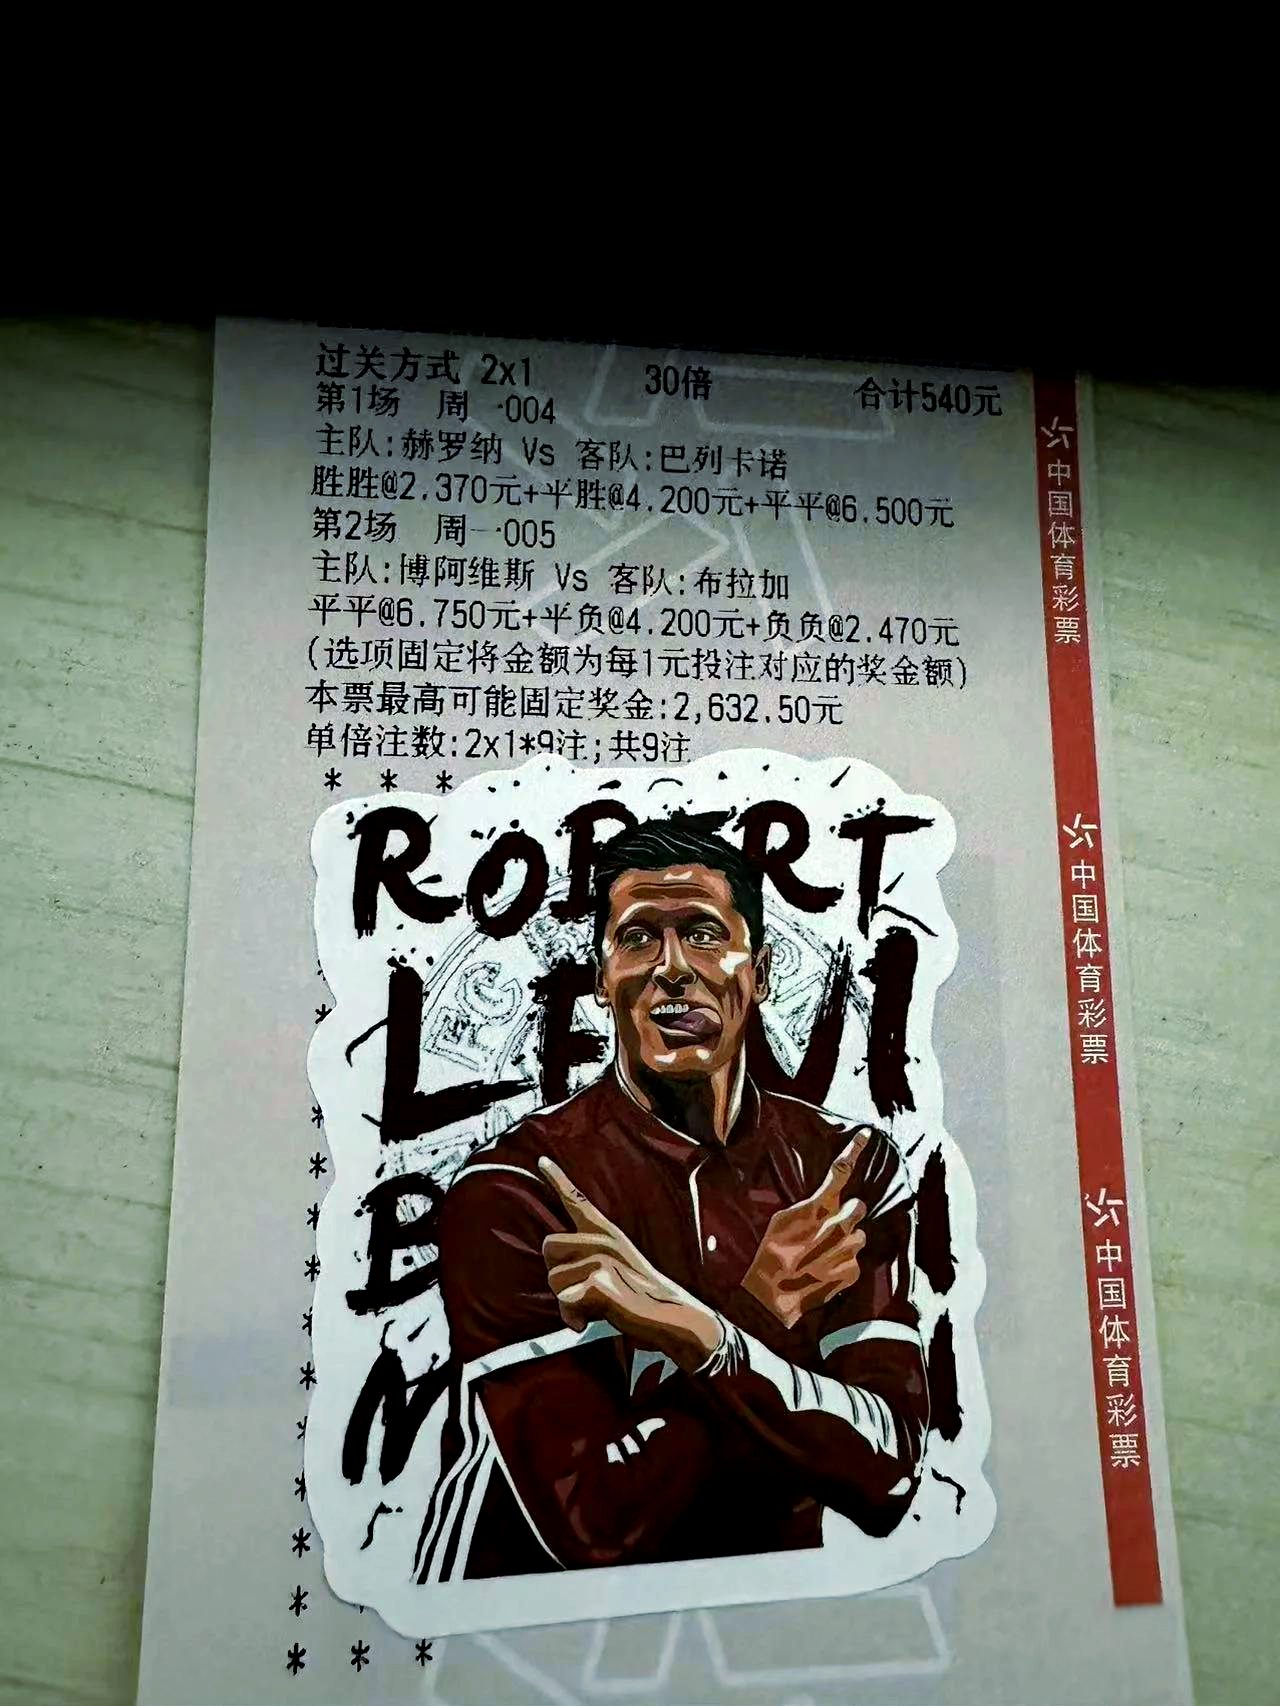 过关方式 2x1 30倍 合计540元
第1场 周 004
主队:赫罗纳 Vs 客队:巴列卡诺
胜胜@2.370元+平胜@4.200元+平平@6.500元
第2场 周一005
主队:博阿维斯 Vs 客队:布拉加
平平@6.750元+平负@4.200元+负负@2.470元
(选项固定将金额为每1元投注对应的奖金额)
本票最高可能固定奖金:2,632.50元
单倍注数:2x1*9注;共9注
* * *
ROBERT
LEWI
FC
*
*
*
*
*
*
*
*
*
*
*
* * *
中国体育彩票
中国体育彩票
中国体育彩票